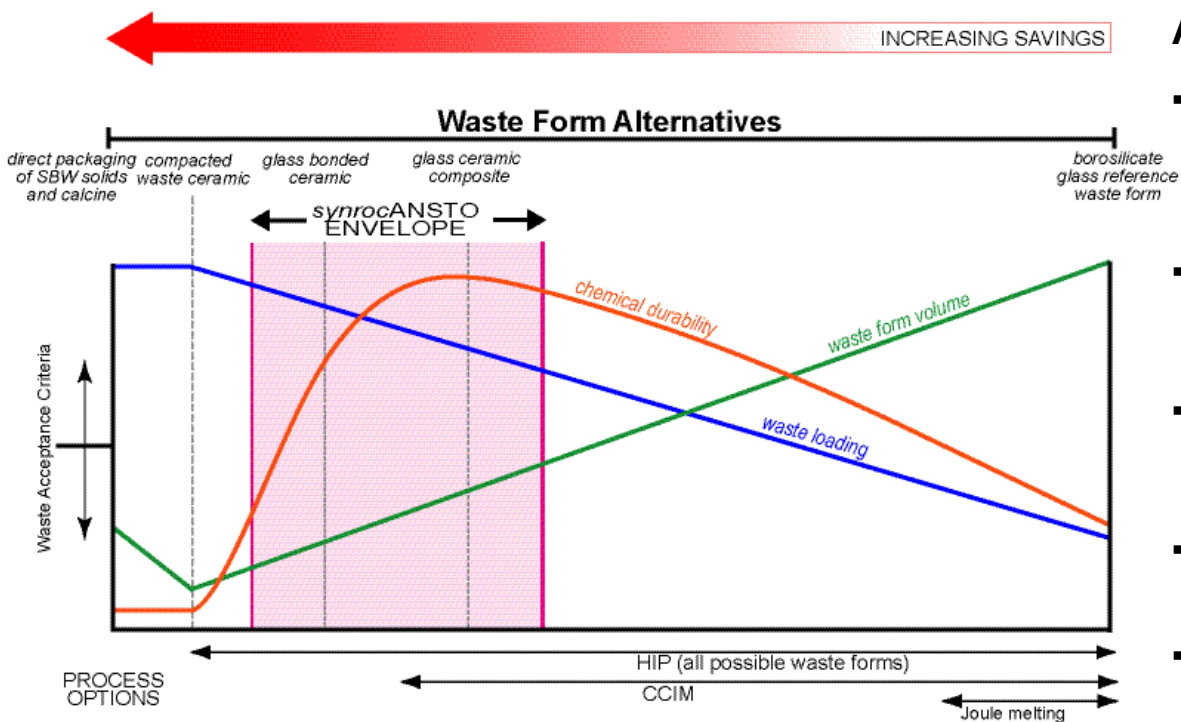 INCREASING SAVINGS
A
Waste Form Alternatives
direct packaging
of SBW solids
and calcine
compacted
waste ceramic
glass bonded
ceramic
glass ceramic
composite
borosilicate
glass reference
waste form
synrocANSTO
ENVELOPE
chemical durability
waste form volume
waste loading
Waste Acceptance Criteria
PROCESS
OPTIONS
HIP (all possible waste forms)
CCIM
Joule melting